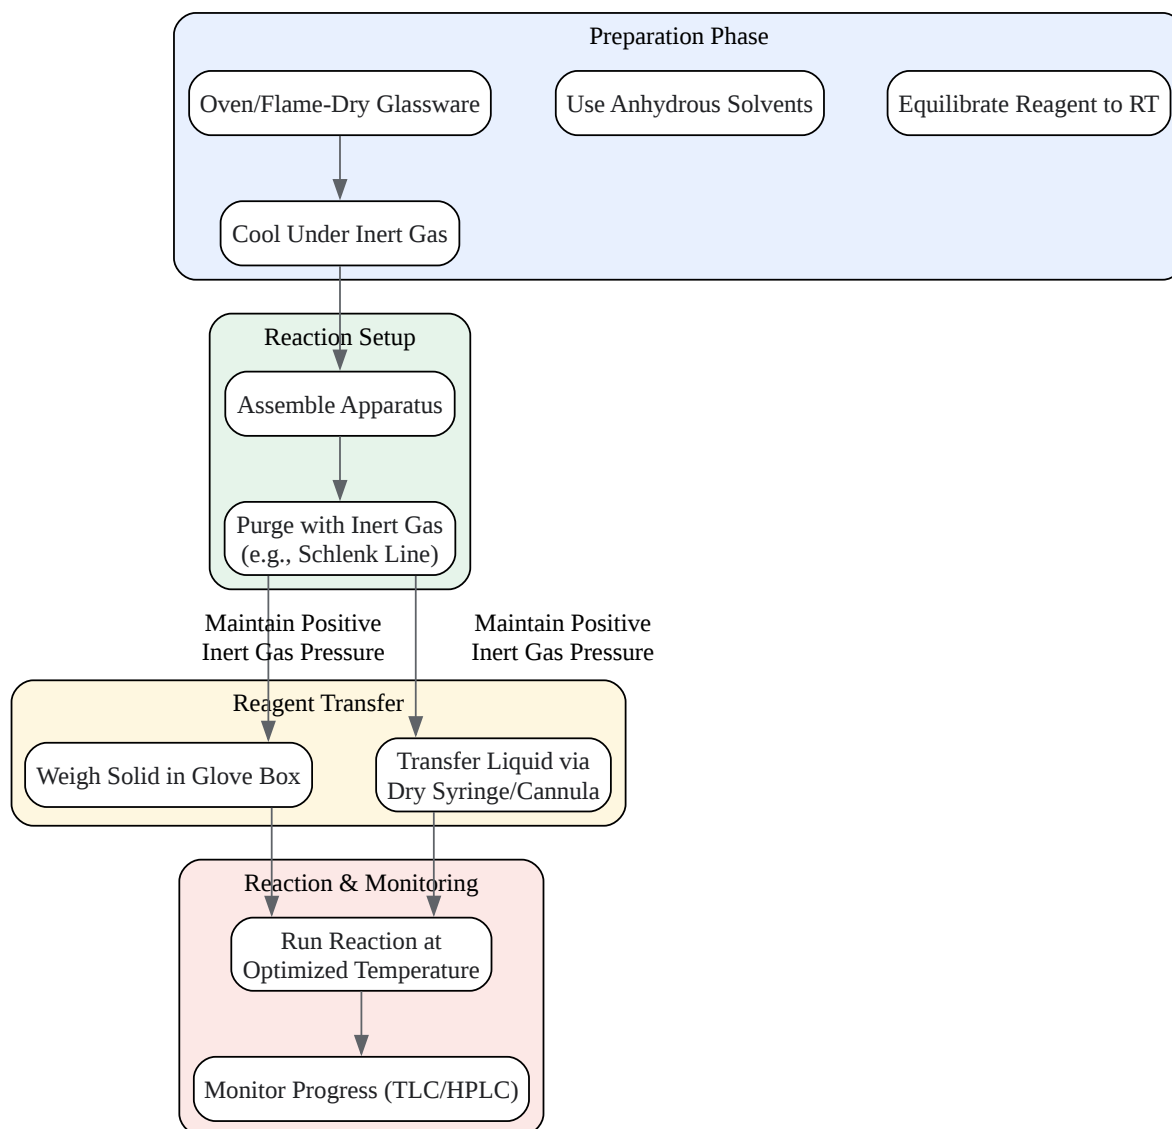 Preparation Phase
Oven/Flame-Dry Glassware
Use Anhydrous Solvents
Equilibrate Reagent to RT
Cool Under Inert Gas
Reaction Setup
Assemble Apparatus
Purge with Inert Gas
(e.g., Schlenk Line)
Maintain Positive
Inert Gas Pressure
Maintain Positive
Inert Gas Pressure
Reagent Transfer
Weigh Solid in Glove Box
Transfer Liquid via
Dry Syringe/Cannula
Reaction & Monitoring
Run Reaction at
Optimized Temperature
Monitor Progress (TLC/HPLC)